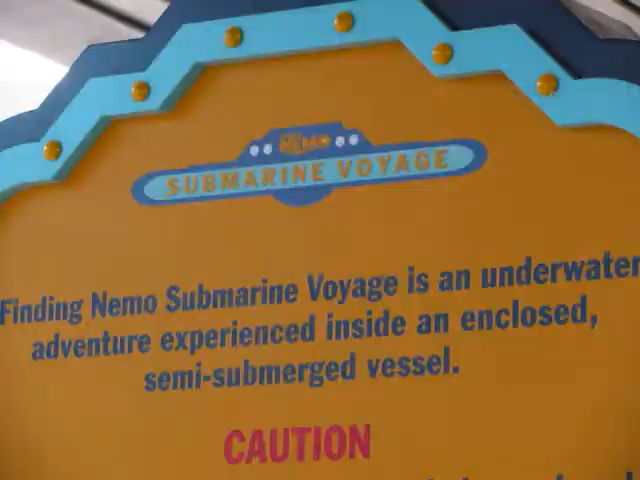 NEMO
SUBMARINE VOYAGE
Finding Nemo Submarine Voyage is an underwater
adventure experienced inside an enclosed,
semi-submerged vessel.
CAUTION